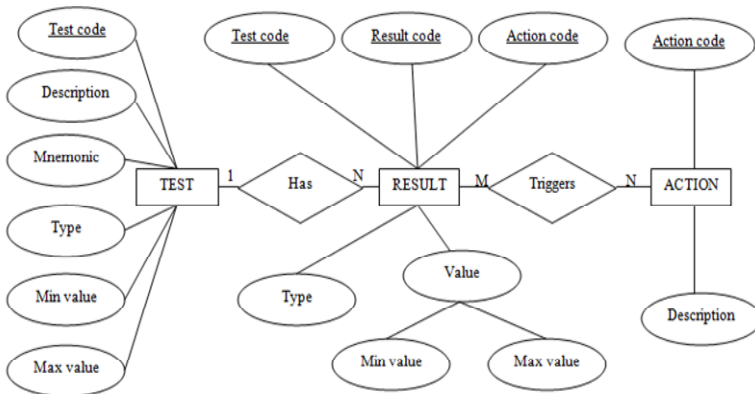 Test code
Test code
Result code
Action code
Action code
Description
Mnemonic
TEST
1
Has
N
RESULT
M
Triggers
N
ACTION
Type
Value
Type
Min value
Description
Max value
Min value
Max value